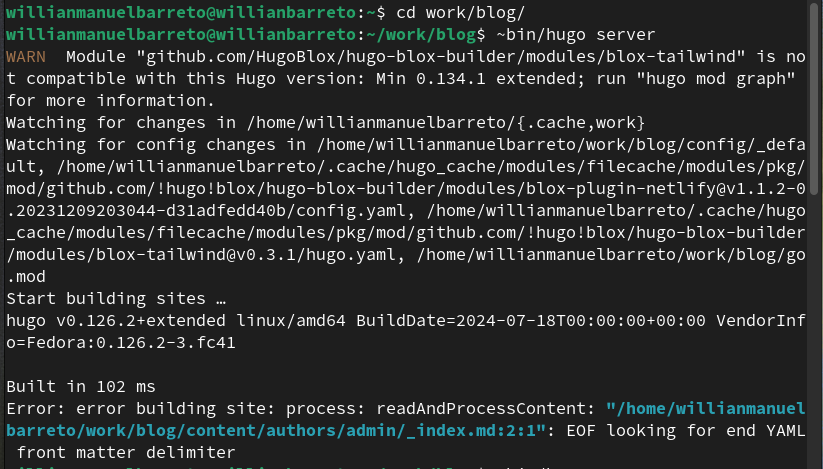 willianmanuelbarreto@willianbarreto:~$ cd work/blog/
willianmanuelbarreto@willianbarreto:~/work/blog$ ~bin/hugo server
WARN  Module "github.com/HugoBlox/hugo-blox-builder/modules/blox-tailwind" is no
t compatible with this Hugo version: Min 0.134.1 extended; run "hugo mod graph"
for more information.
Watching for changes in /home/willianmanuelbarreto/{.cache,work}
Watching for config changes in /home/willianmanuelbarreto/work/blog/config/_defa
ult, /home/willianmanuelbarreto/.cache/hugo_cache/modules/filecache/modules/pkg/
mod/github.com/!hugo!blox/hugo-blox-builder/modules/blox-plugin-netlify@v1.1.2-0
.20231209203044-d31adfedd40b/config.yaml, /home/willianmanuelbarreto/.cache/hugo
_cache/modules/filecache/modules/pkg/mod/github.com/!hugo!blox/hugo-blox-builder
/modules/blox-tailwind@v0.3.1/hugo.yaml, /home/willianmanuelbarreto/work/blog/go
.mod
Start building sites …
hugo v0.126.2+extended linux/amd64 BuildDate=2024-07-18T00:00:00+00:00 VendorInf
o=Fedora:0.126.2-3.fc41
Built in 102 ms
Error: error building site: process: readAndProcessContent: "/home/willianmanuel
barreto/work/blog/content/authors/admin/_index.md:2:1": EOF looking for end YAML
 front matter delimiter